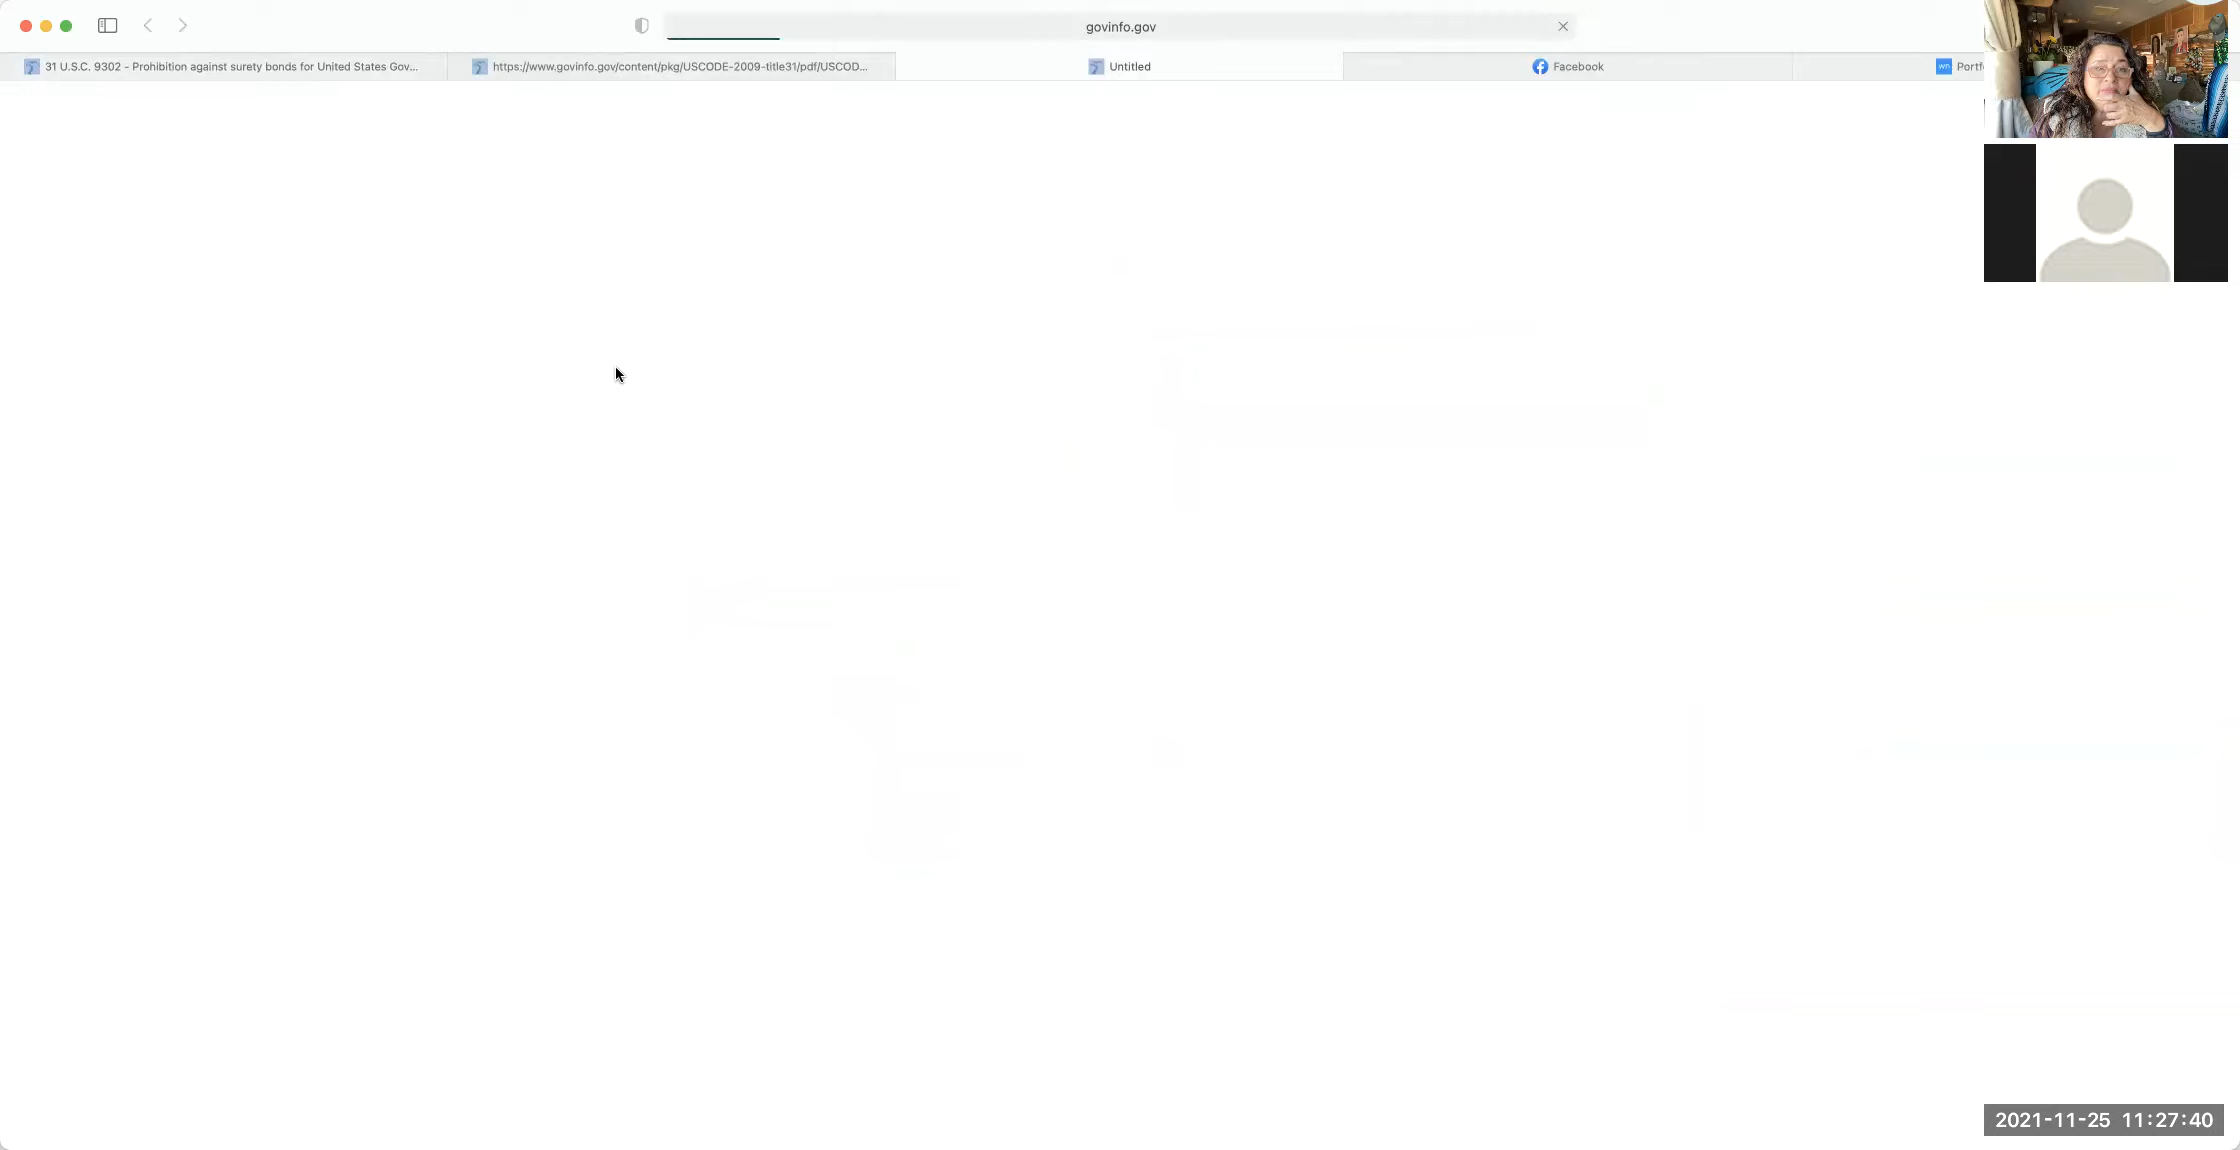 govinfo.gov
31 U.S.C. 9302 - Prohibition against surety bonds for United States Gov...
https://www.govinfo.gov/content/pkg/USCODE-2009-title31/pdf/USCOD...
Untitled
Facebook
Portf
2021-11-25 11:27:40